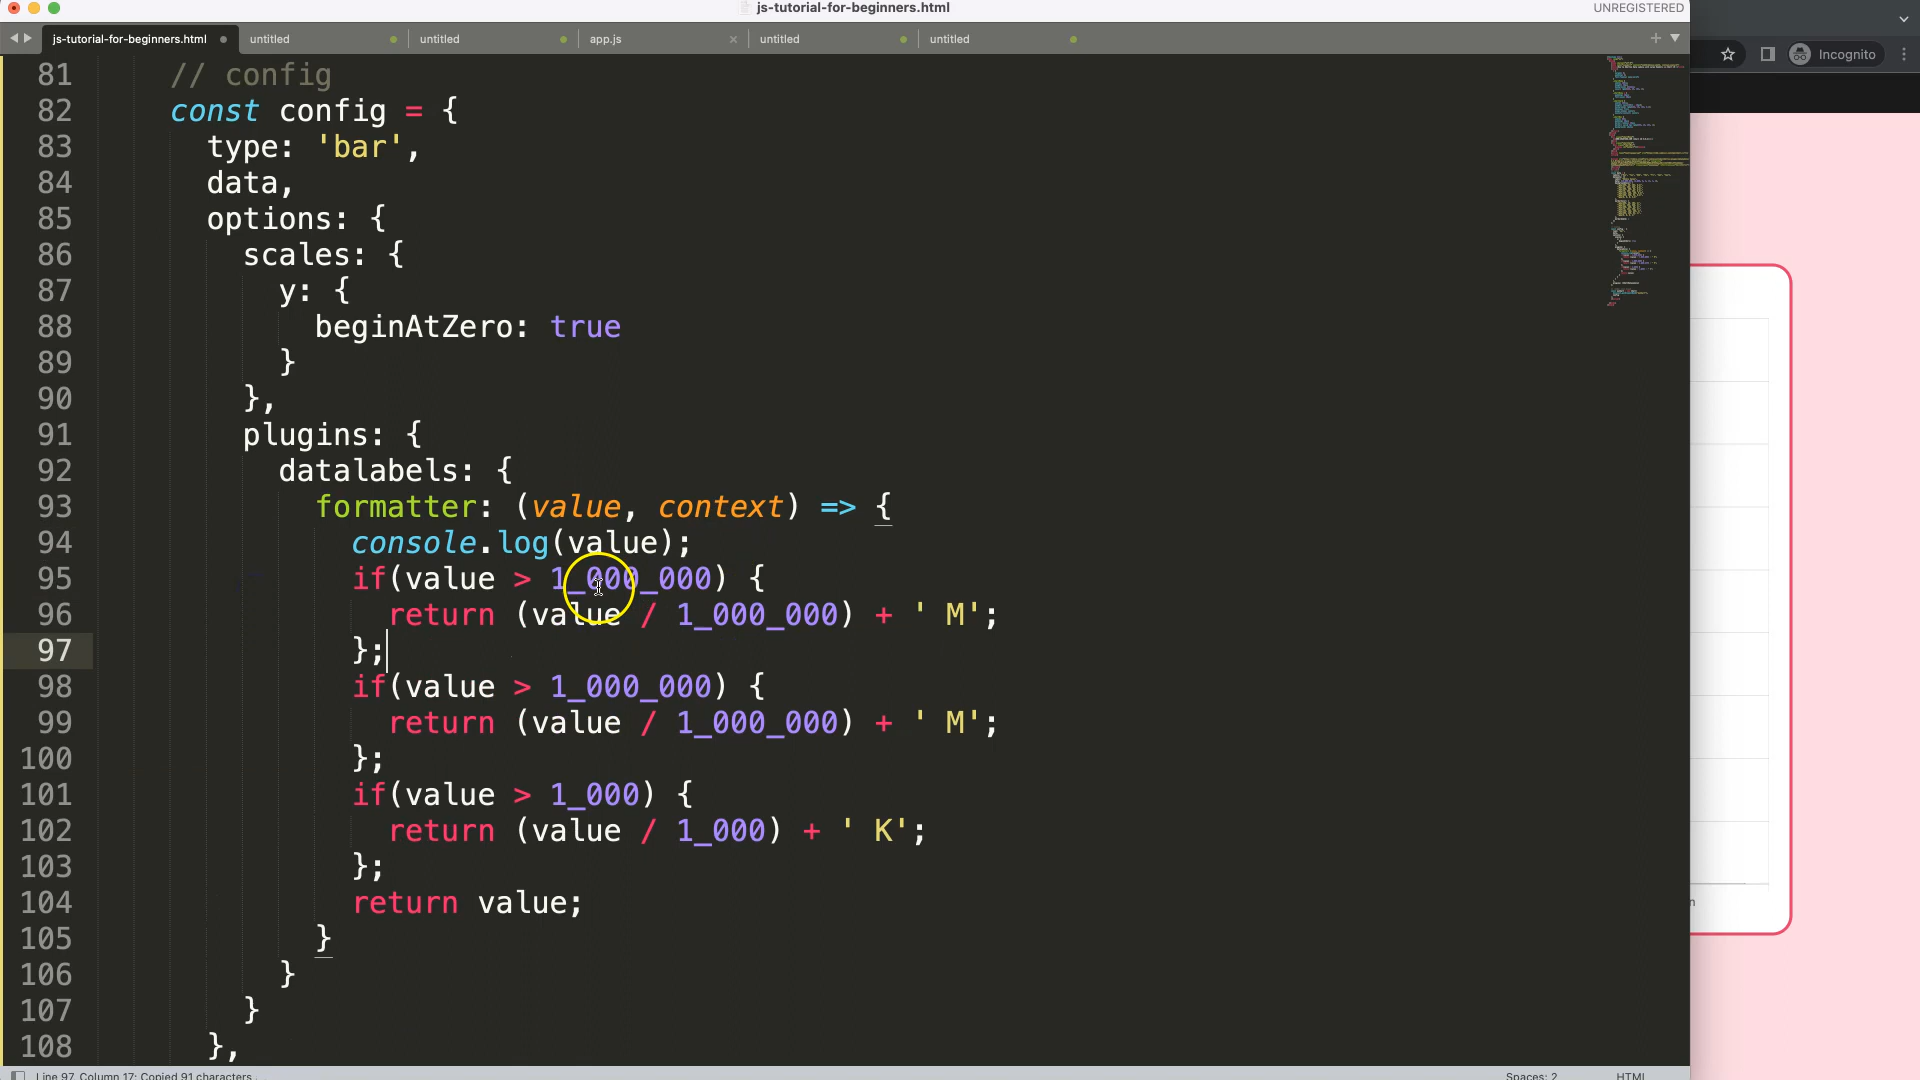 js-tutorial-for-beginners.html
UNREGISTERED
js-tutorial-for-beginners.html
untitled
untitled
app.js
untitled
untitled
Incognito
81 // config
82 const config = {
83 type: 'bar',
84 data,
85 options: {
86 scales: {
87 y: {
88 beginAtZero: true
89 }
90 },
91 plugins: {
92 datalabels: {
93 formatter: (value, context) => {
94 console.log(value);
95 if(value > 1_000_000) {
96 return (value / 1_000_000) + ' M';
97 };
98 if(value > 1_000_000) {
99 return (value / 1_000_000) + ' M';
100 };
101 if(value > 1_000) {
102 return (value / 1_000) + ' K';
103 };
104 return value;
105 }
106 }
107 }
108 },
n
Line 97, Column 17; Copied 91 characters
Spaces: 2
HTML